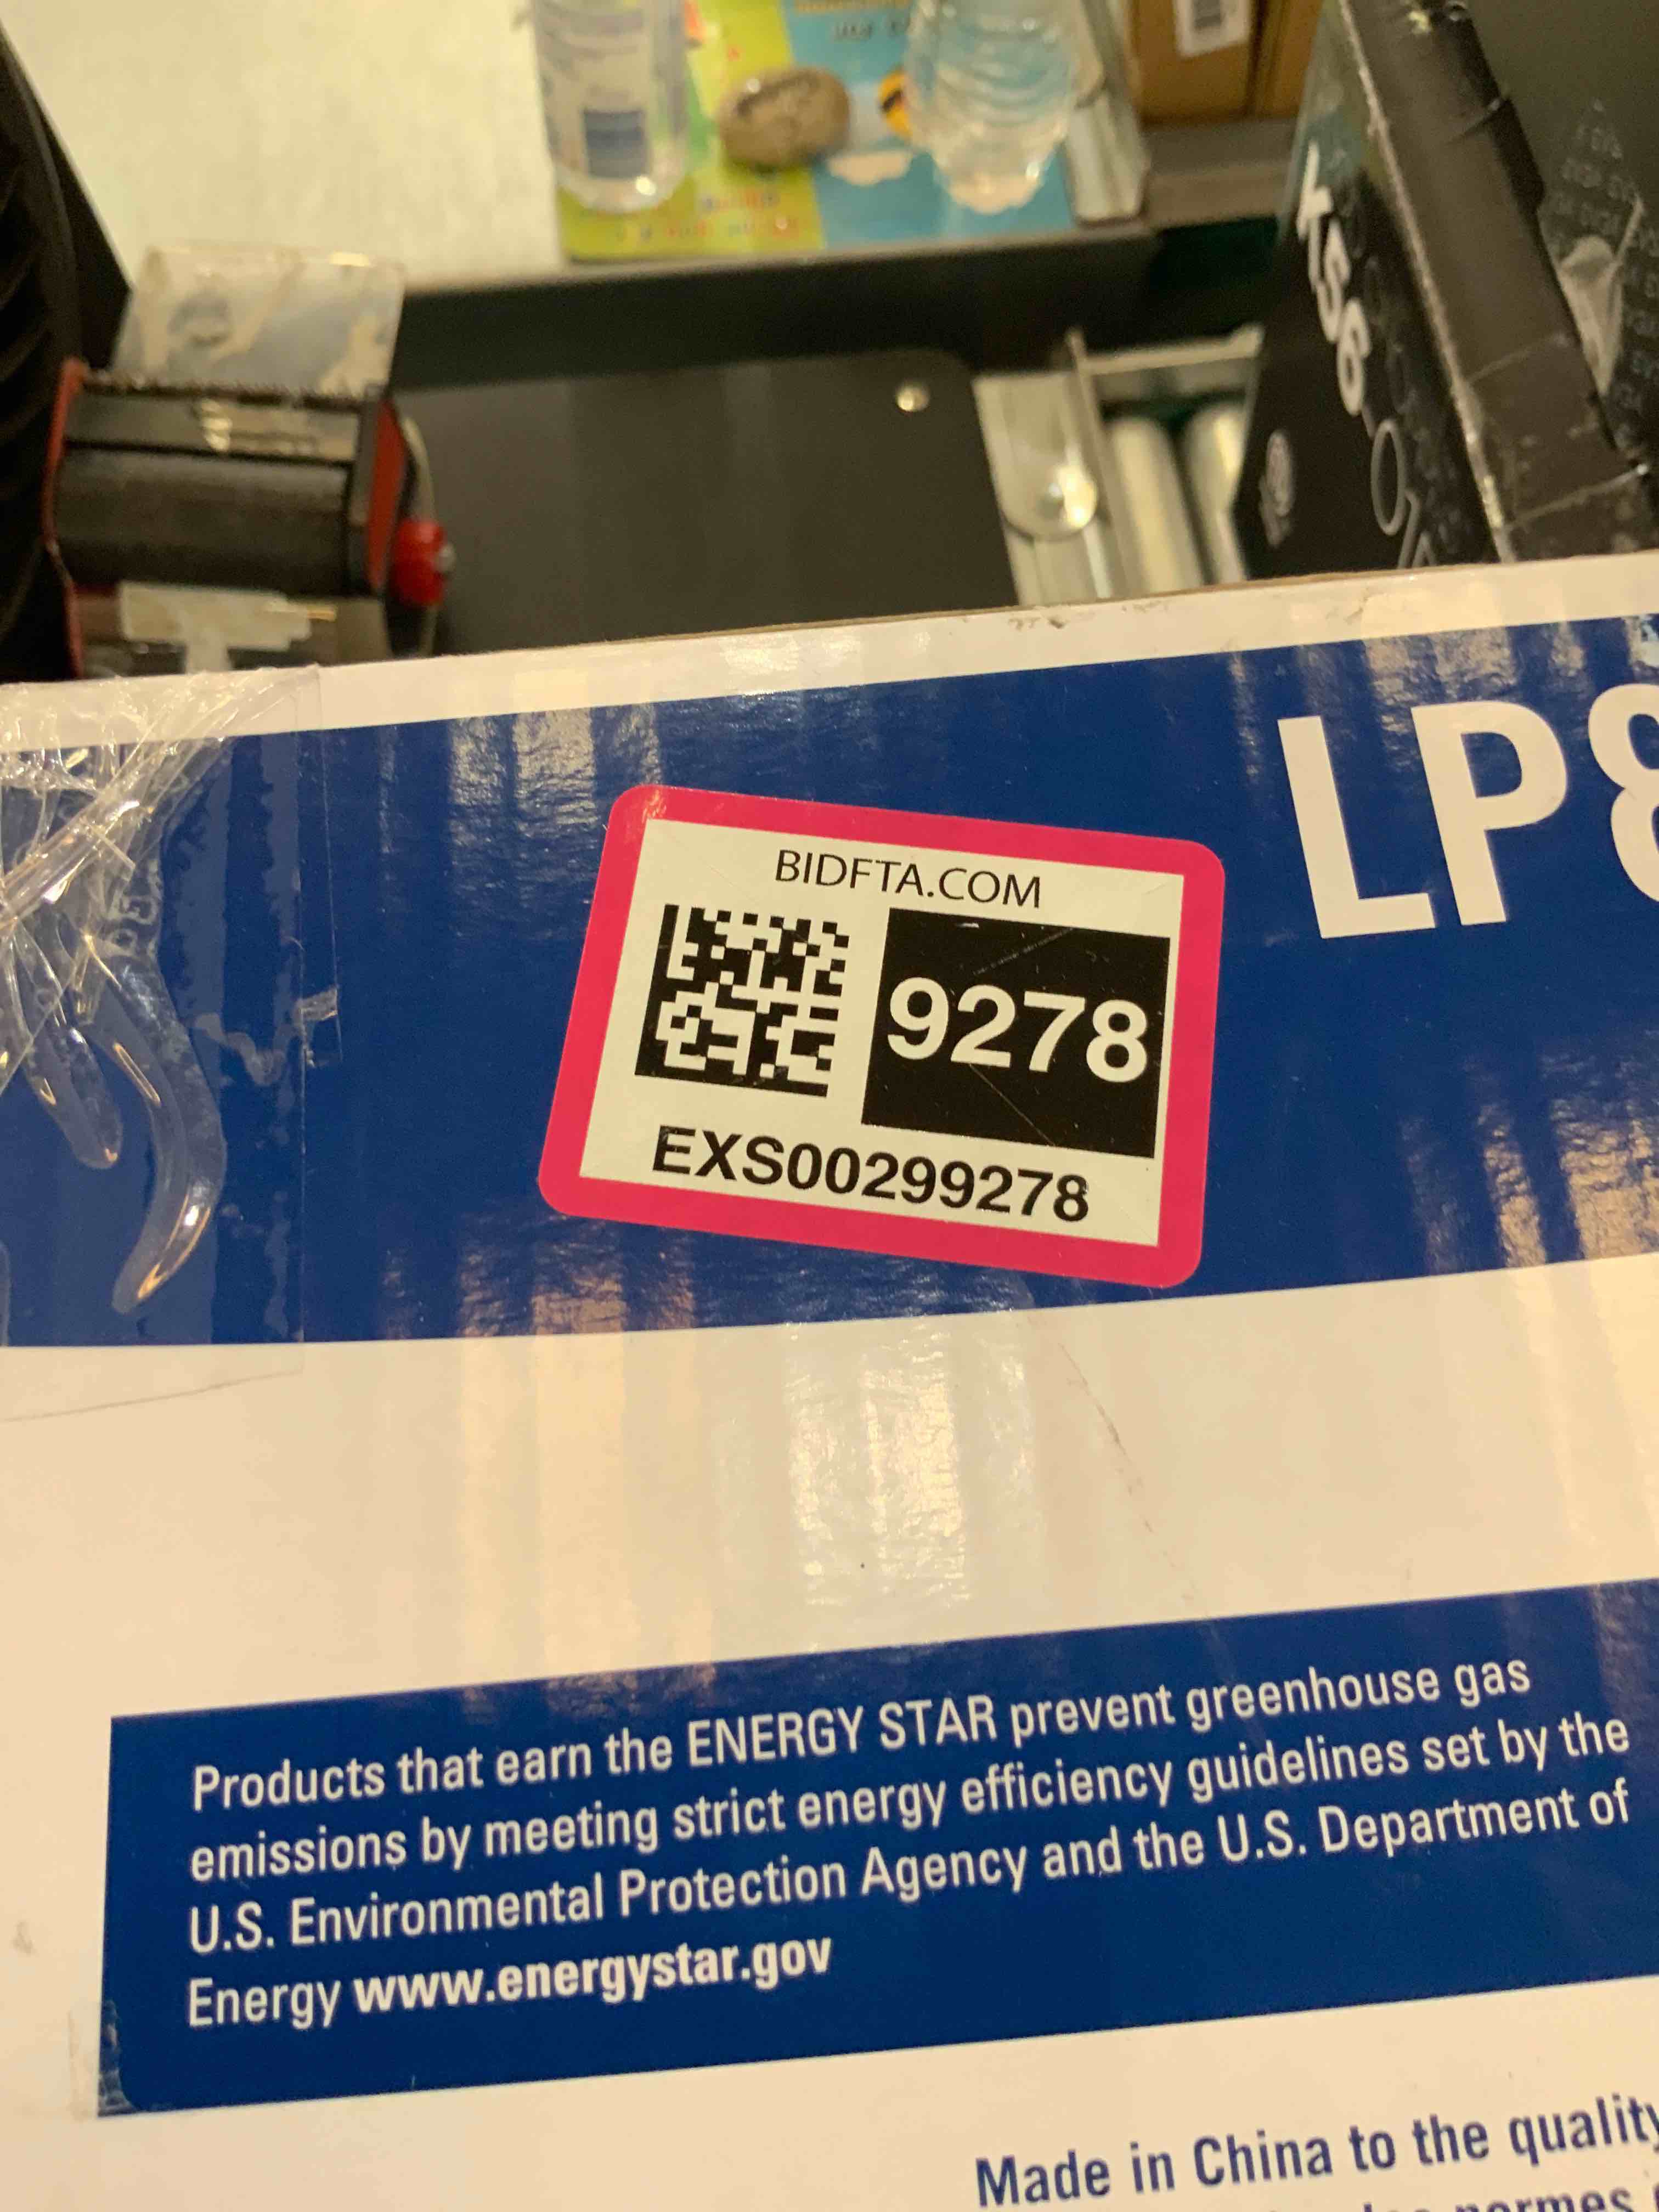 456
LP8
BIDFTA.COM
9278
EXS00299278
Products that earn the ENERGY STAR prevent greenhouse gas
emissions by meeting strict energy efficiency guidelines set by the
U.S. Environmental Protection Agency and the U.S. Department of
Energy www.energystar.gov
Made in China to the quality
normes